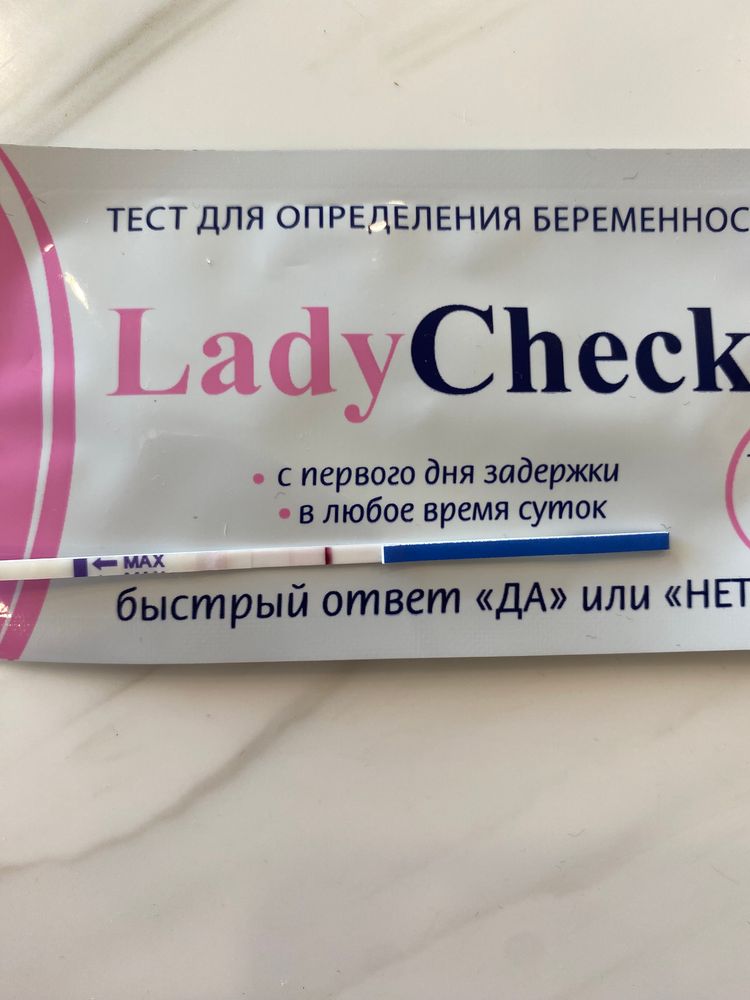 ТЕСТ ДЛЯ ОПРЕДЕЛЕНИЯ БЕРЕМЕННОС
LadyCheck
• с первого дня задержки
• в любое время суток
MAX
быстрый ответ «ДА» или «НЕТ